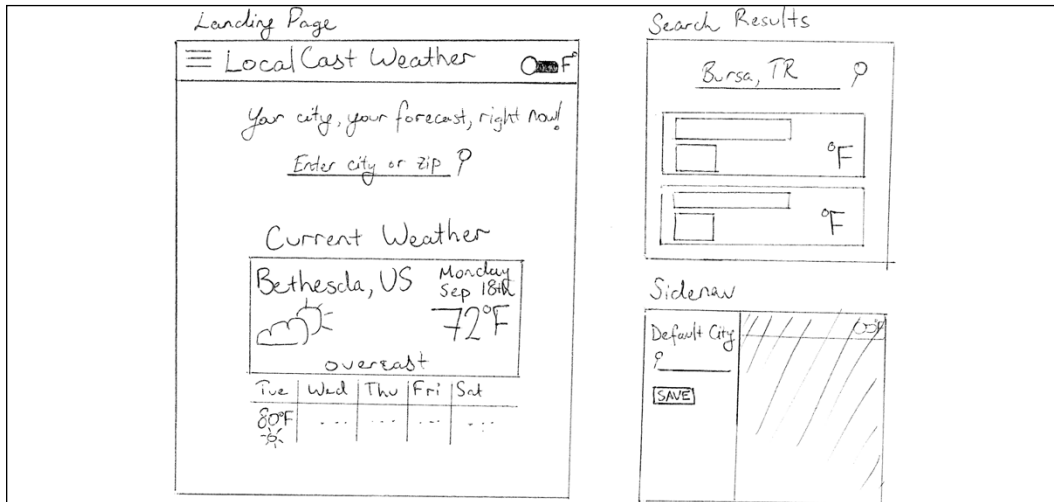 Landing Page
LocalCast Weather
F°
Your city, your forecast, right now!
Enter city or zip
Current Weather
Bethesda, US
Monday
Sep 18th
72°F
overcast
Tue Wed Thu Fri Sat
80°F ... ... ... ...
Search Results
Bursa, TR
°F
°F
Sidenav
Default City
SAVE